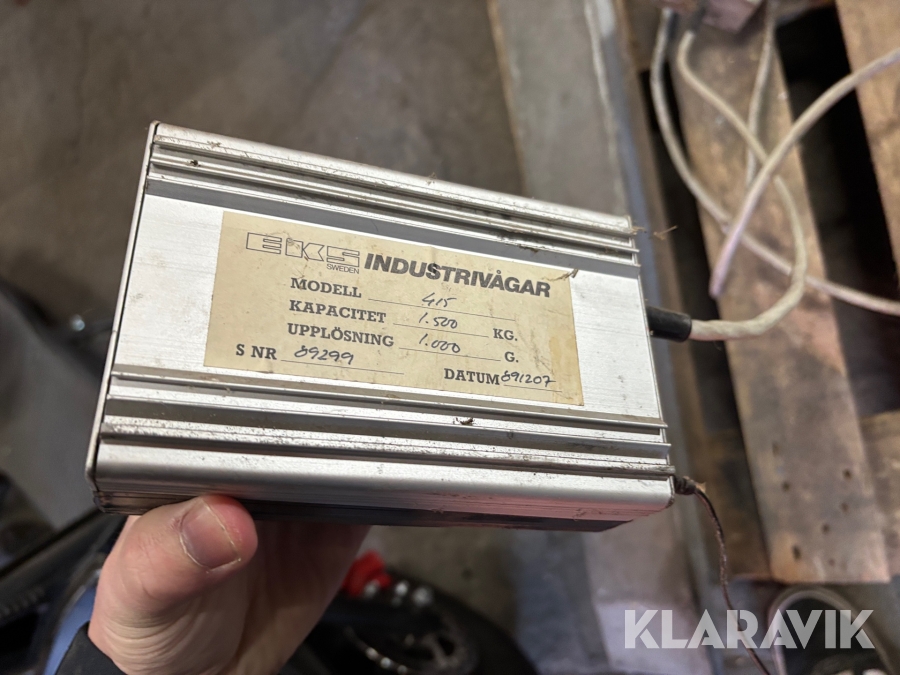 EKS SWEDEN INDUSTRIVÅGAR
MODELL 415
KAPACITET 1.500 KG.
UPPLÖSNING 1.000 G.
S NR 89299
DATUM 891207
KLARAVIK